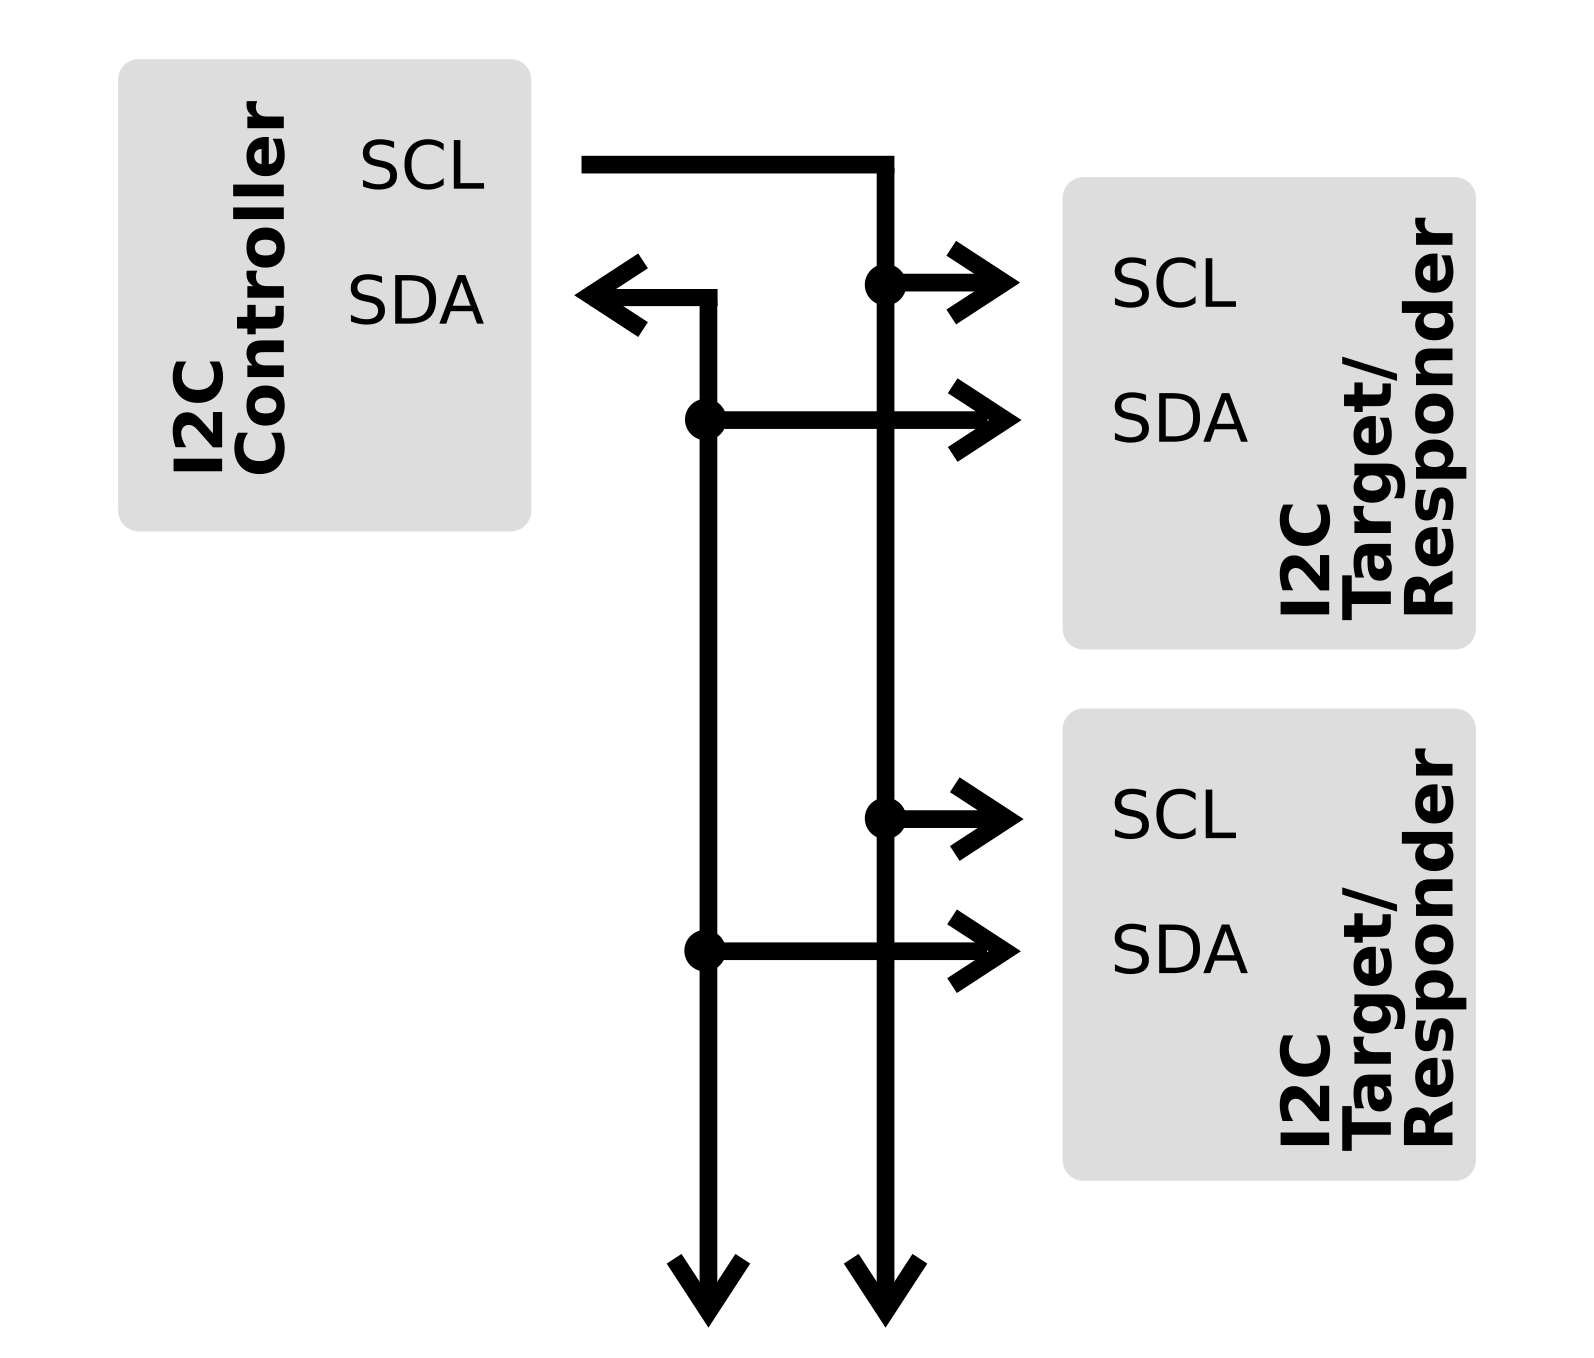 I2C
Controller
SCL
SDA
SCL
SDA
I2C
Target/
Responder
SCL
SDA
I2C
Target/
Responder